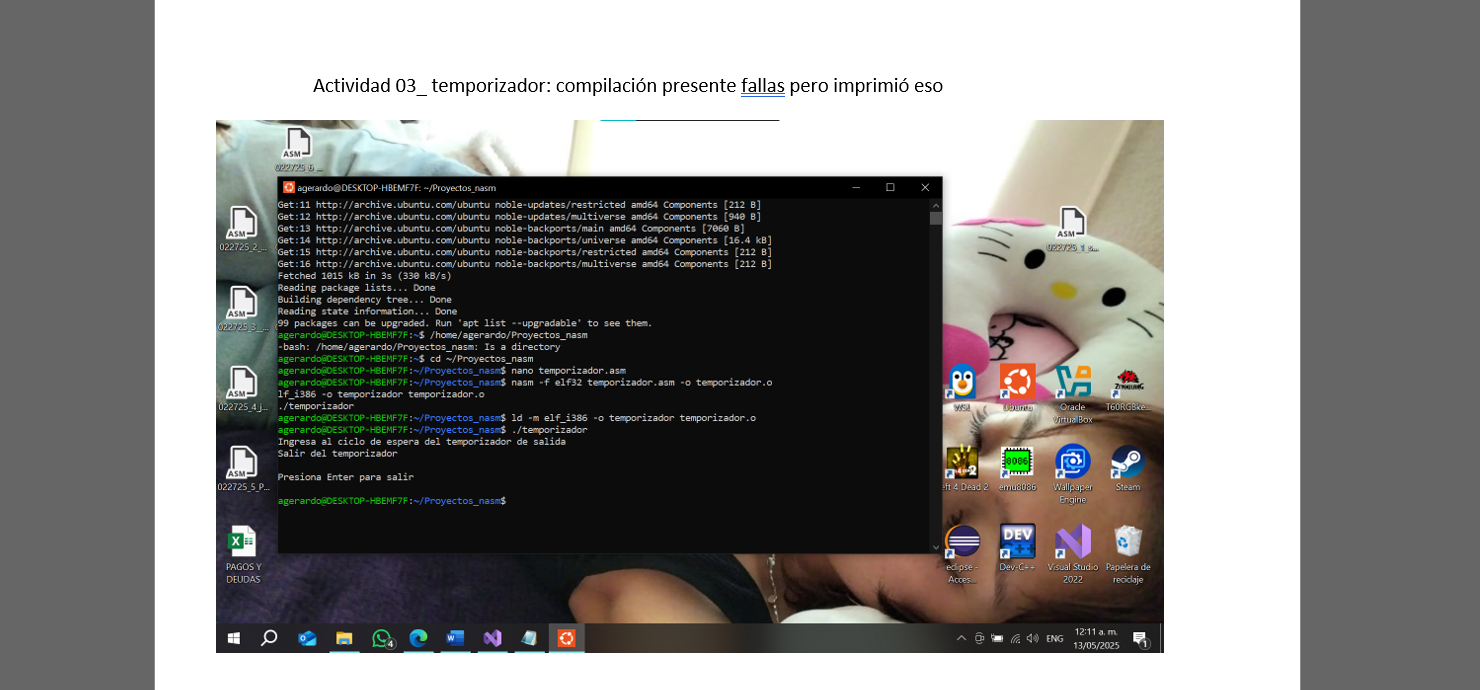 Actividad 03_ temporizador: compilación presente fallas pero imprimió eso
ASM
agerardo@DESKTOP-HBEMF7F: ~/Proyectos_nasm
Get:11 http://archive.ubuntu.com/ubuntu noble-updates/restricted amd64 Components [212 B]
Get:12 http://archive.ubuntu.com/ubuntu noble-updates/multiverse amd64 Components [940 B]
Get:13 http://archive.ubuntu.com/ubuntu noble-backports/main amd64 Components [7060 B]
Get:14 http://archive.ubuntu.com/ubuntu noble-backports/universe amd64 Components [16.4 kB]
Get:15 http://archive.ubuntu.com/ubuntu noble-backports/restricted amd64 Components [212 B]
Get:16 http://archive.ubuntu.com/ubuntu noble-backports/multiverse amd64 Components [212 B]
Fetched 1015 kB in 3s (330 kB/s)
Reading package lists... Done
Building dependency tree... Done
Reading state information... Done
99 packages can be upgraded. Run 'apt list --upgradable' to see them.
agerardo@DESKTOP-HBEMF7F:~$ /home/agerardo/Proyectos_nasm
-bash: /home/agerardo/Proyectos_nasm: Is a directory
agerardo@DESKTOP-HBEMF7F:~$ cd ~/Proyectos_nasm
agerardo@DESKTOP-HBEMF7F:~/Proyectos_nasm$ nano temporizador.asm
agerardo@DESKTOP-HBEMF7F:~/Proyectos_nasm$ nasm -f elf32 temporizador.asm -o temporizador.o
lf_i386 -o temporizador temporizador.o
./temporizador
agerardo@DESKTOP-HBEMF7F:~/Proyectos_nasm$ ld -m elf_i386 -o temporizador temporizador.o
agerardo@DESKTOP-HBEMF7F:~/Proyectos_nasm$ ./temporizador
Ingresa al ciclo de espera del temporizador de salida
Salir del temporizador
Presiona Enter para salir
agerardo@DESKTOP-HBEMF7F:~/Proyectos_nasm$
ASM
022725_2_...
ASM
022725_3_...
ASM
022725_4_j...
ASM
022725_5_P...
PAGOS Y
DEUDAS
ASM
022725_1_s...
WSL
Ubuntu
Oracle
VirtualBox
T60RGBke...
eft 4 Dead 2
8086
emu8086
Wallpaper
Engine
Steam
eclipse -
Acces...
DEV
C++
Dev-C++
Visual Studio
2022
Papelera de
reciclaje
4
ENG
12:11 a. m.
13/05/2025
1